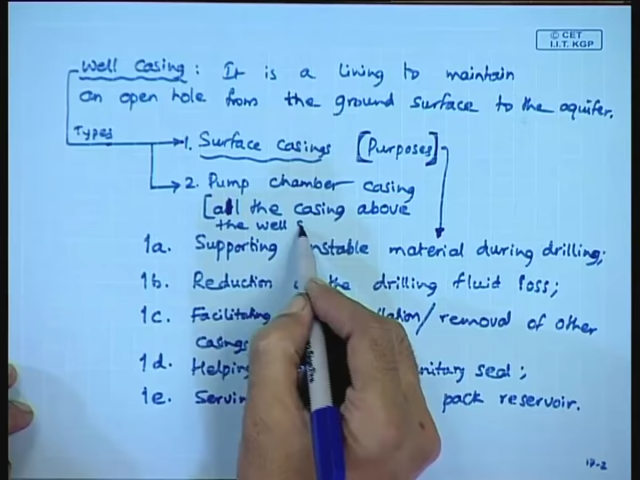 © CET
I.I.T. KGP
Well Casing : It is a lining to maintain
an open hole from the ground surface to the aquifer.
Types
1. Surface casings [Purposes]
2. Pump chamber casing
[all the casing above
the well
1a. Supporting unstable material during drilling;
1b. Reduction the drilling fluid loss;
1c. Facilitating /removal of other
casings
1d. Helping seal;
1e. pack reservoir.
17-2